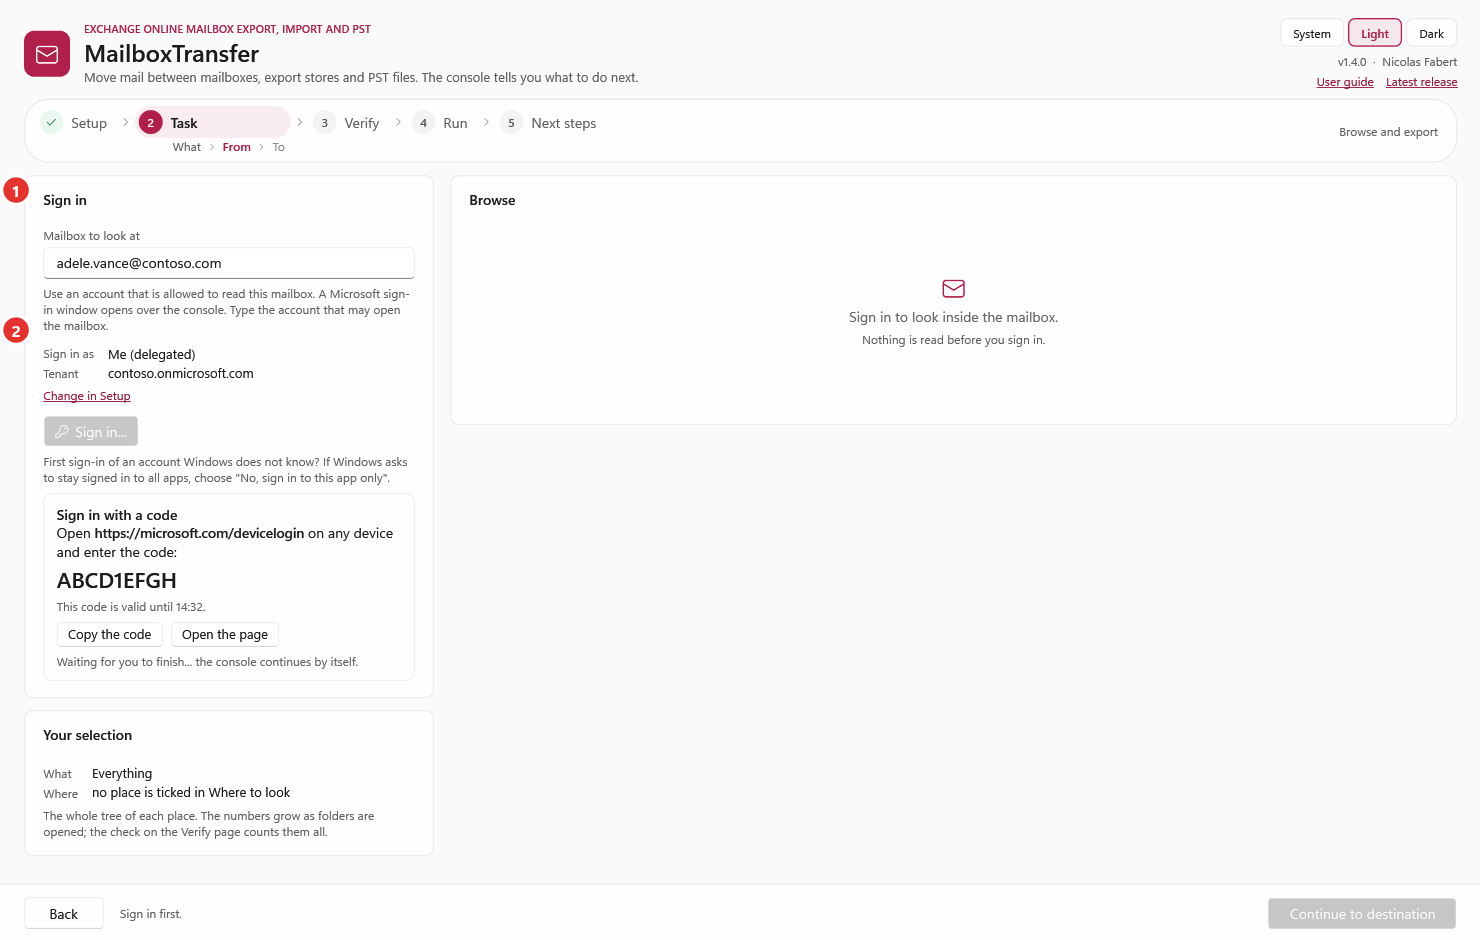 EXCHANGE ONLINE MAILBOX EXPORT, IMPORT AND PST
MailboxTransfer
Move mail between mailboxes, export stores and PST files. The console tells you what to do next.
System Light Dark
v1.4.0 · Nicolas Fabert
User guide Latest release
Setup 2 Task 3 Verify 4 Run 5 Next steps
What From To
Browse and export
1
Sign in
Mailbox to look at
adele.vance@contoso.com
Use an account that is allowed to read this mailbox. A Microsoft sign-
in window opens over the console. Type the account that may open
the mailbox.
2
Sign in as Me (delegated)
Tenant contoso.onmicrosoft.com
Change in Setup
Sign in...
First sign-in of an account Windows does not know? If Windows asks
to stay signed in to all apps, choose "No, sign in to this app only".
Sign in with a code
Open https://microsoft.com/devicelogin on any device
and enter the code:
ABCD1EFGH
This code is valid until 14:32.
Copy the code Open the page
Waiting for you to finish... the console continues by itself.
Your selection
What Everything
Where no place is ticked in Where to look
The whole tree of each place. The numbers grow as folders are
opened; the check on the Verify page counts them all.
Browse
Sign in to look inside the mailbox.
Nothing is read before you sign in.
Back Sign in first.
Continue to destination